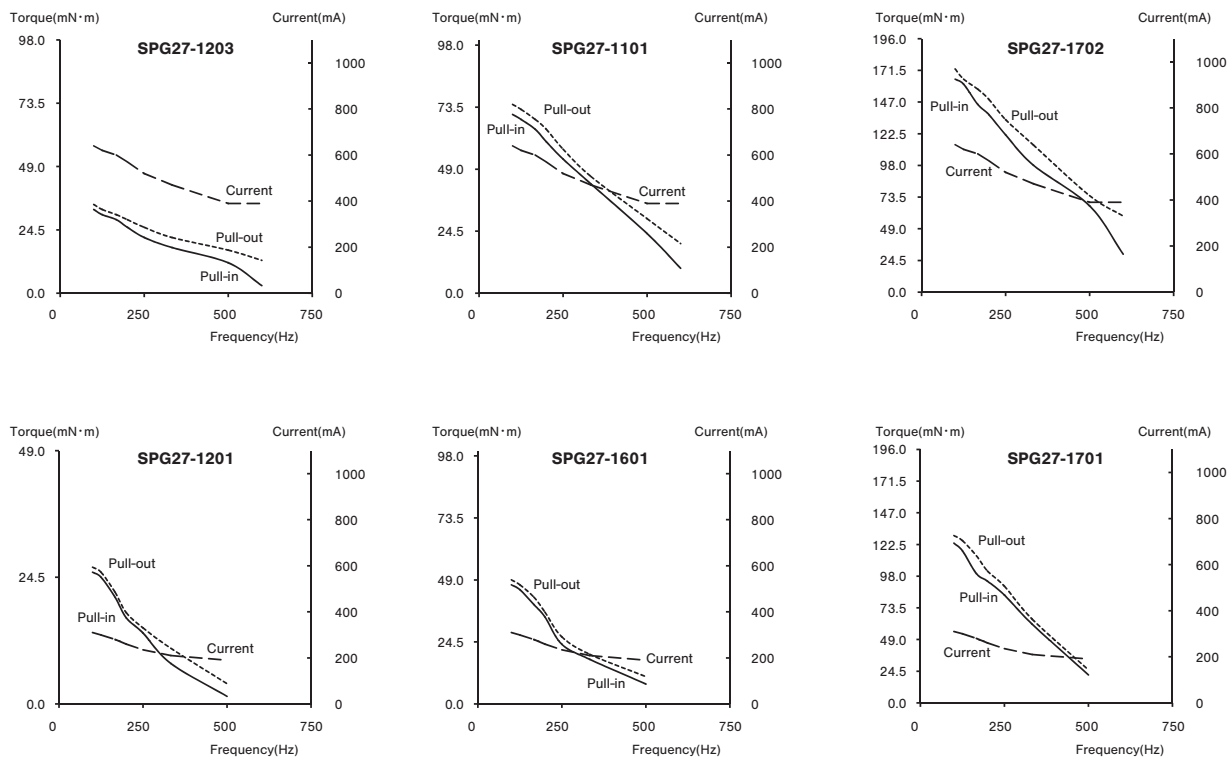 Torque(mN·m) Current(mA)
SPG27-1203
98.0
73.5
49.0
24.5
0.0
1000
800
600
400
200
0
Current
Pull-out
Pull-in
0 250 500 750
Frequency(Hz)
Torque(mN·m) Current(mA)
SPG27-1101
98.0
73.5
49.0
24.5
0.0
1000
800
600
400
200
0
Pull-out
Pull-in
Current
0 250 500 750
Frequency(Hz)
Torque(mN·m) Current(mA)
SPG27-1702
196.0
171.5
147.0
122.5
98.0
73.5
49.0
24.5
0.0
1000
800
600
400
200
0
Pull-in
Pull-out
Current
0 250 500 750
Frequency(Hz)
Torque(mN·m) Current(mA)
SPG27-1201
49.0
24.5
0.0
1000
800
600
400
200
0
Pull-out
Pull-in
Current
0 250 500 750
Frequency(Hz)
Torque(mN·m) Current(mA)
SPG27-1601
98.0
73.5
49.0
24.5
0.0
1000
800
600
400
200
0
Pull-out
Current
Pull-in
0 250 500 750
Frequency(Hz)
Torque(mN·m) Current(mA)
SPG27-1701
196.0
171.5
147.0
122.5
98.0
73.5
49.0
24.5
0.0
1000
800
600
400
200
0
Pull-out
Pull-in
Current
0 250 500 750
Frequency(Hz)